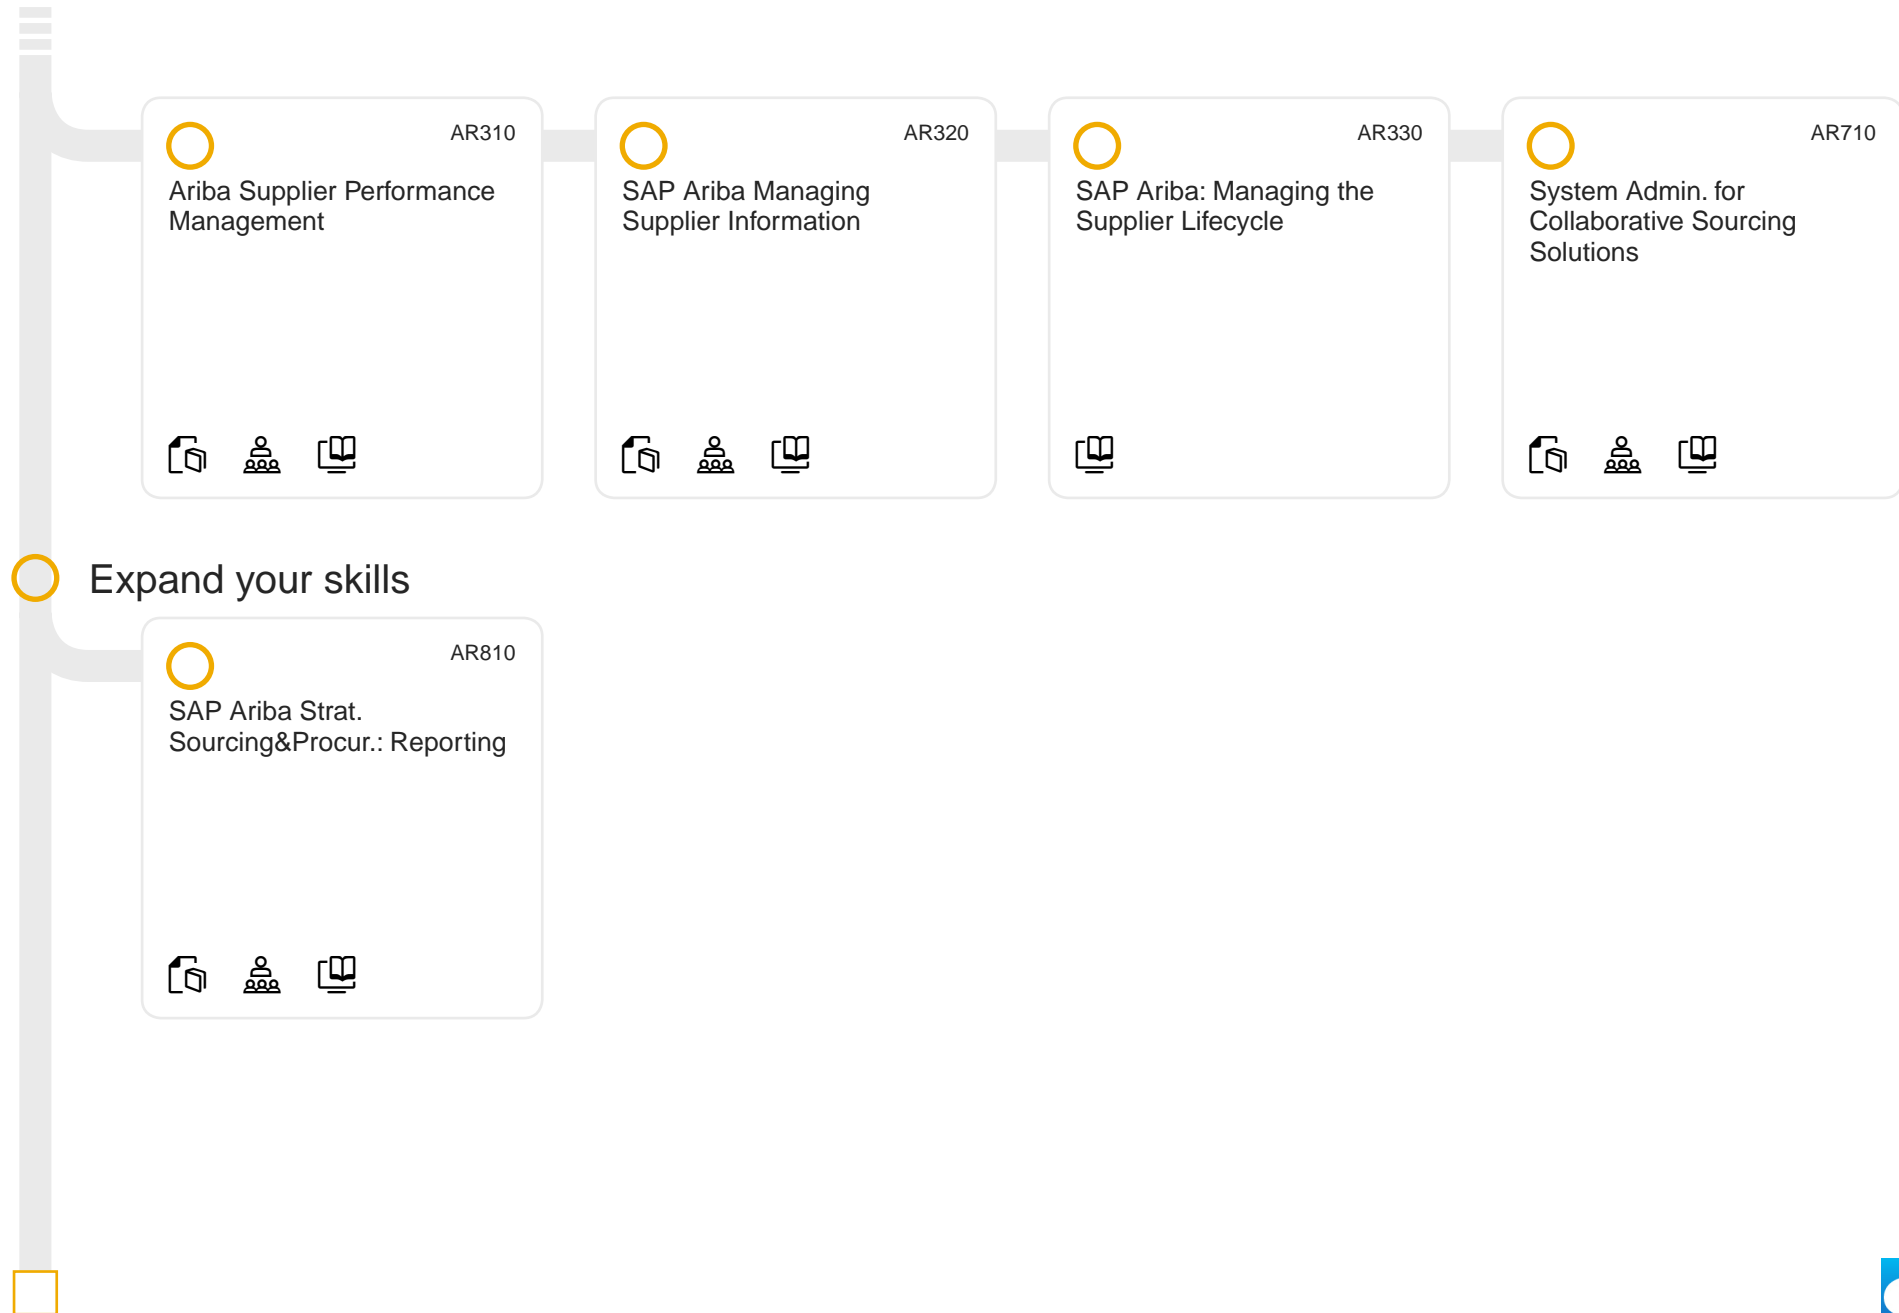 AR310
Ariba Supplier Performance
Management
AR320
SAP Ariba Managing
Supplier Information
AR330
SAP Ariba: Managing the
Supplier Lifecycle
AR710
System Admin. for
Collaborative Sourcing
Solutions
Expand your skills
AR810
SAP Ariba Strat.
Sourcing&Procur.: Reporting